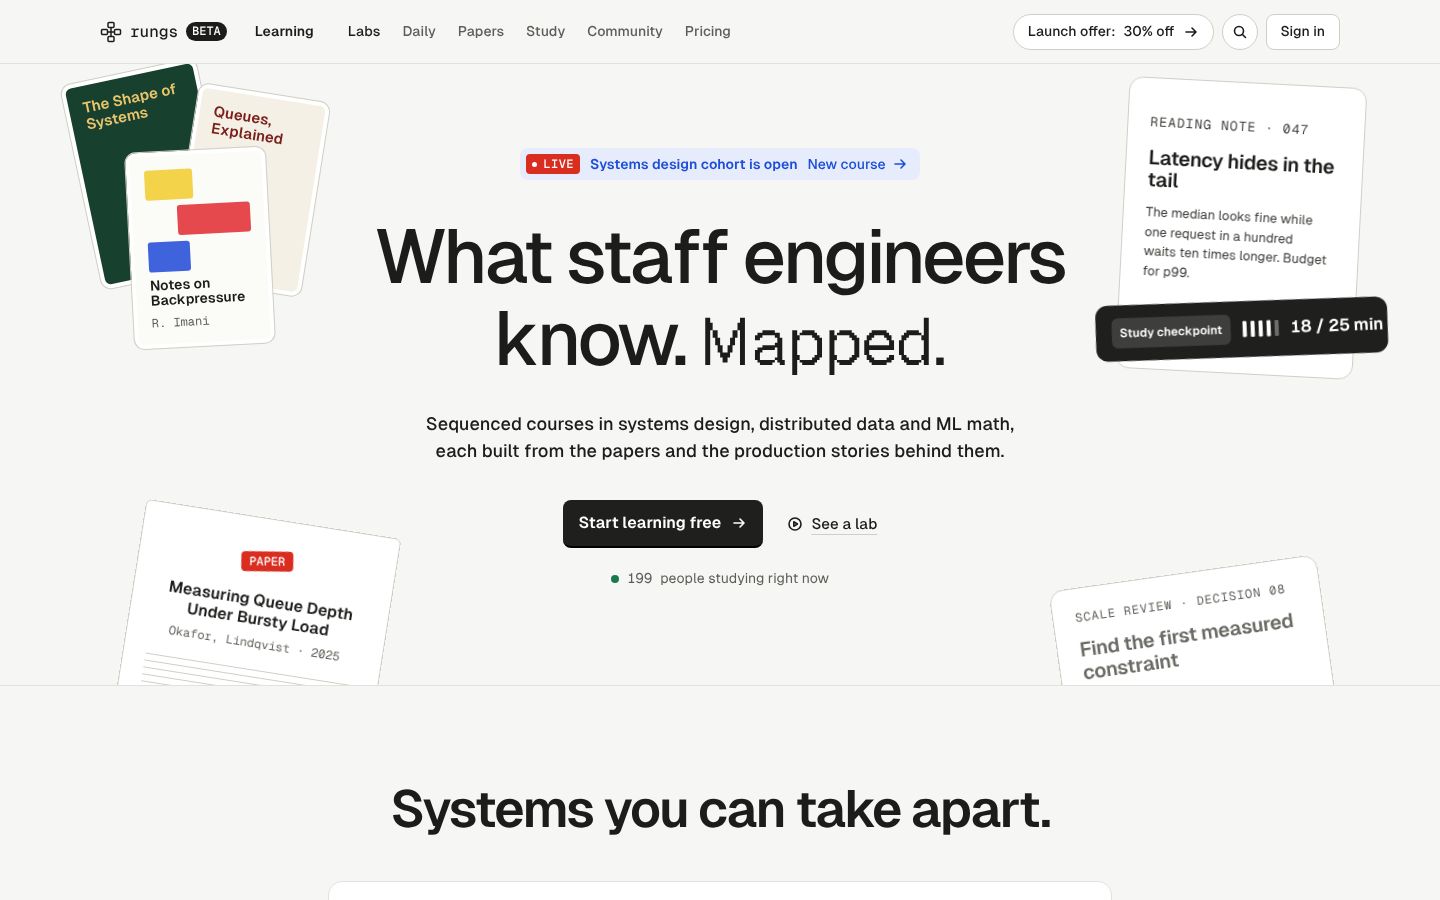 rungs BETA Learning Labs Daily Papers Study Community Pricing Launch offer: 30% off → Sign in
The Shape of
Systems
Queues,
Explained
Notes on
Backpressure
R. Imani
READING NOTE · 047
Latency hides in the
tail
The median looks fine while
one request in a hundred
waits ten times longer. Budget
for p99.
Study checkpoint 18 / 25 min
LIVE Systems design cohort is open New course →
What staff engineers
know. Mapped.
Sequenced courses in systems design, distributed data and ML math,
each built from the papers and the production stories behind them.
Start learning free → See a lab
199 people studying right now
PAPER
Measuring Queue Depth
Under Bursty Load
Okafor, Lindqvist · 2025
SCALE REVIEW · DECISION 08
Find the first measured
constraint
Systems you can take apart.